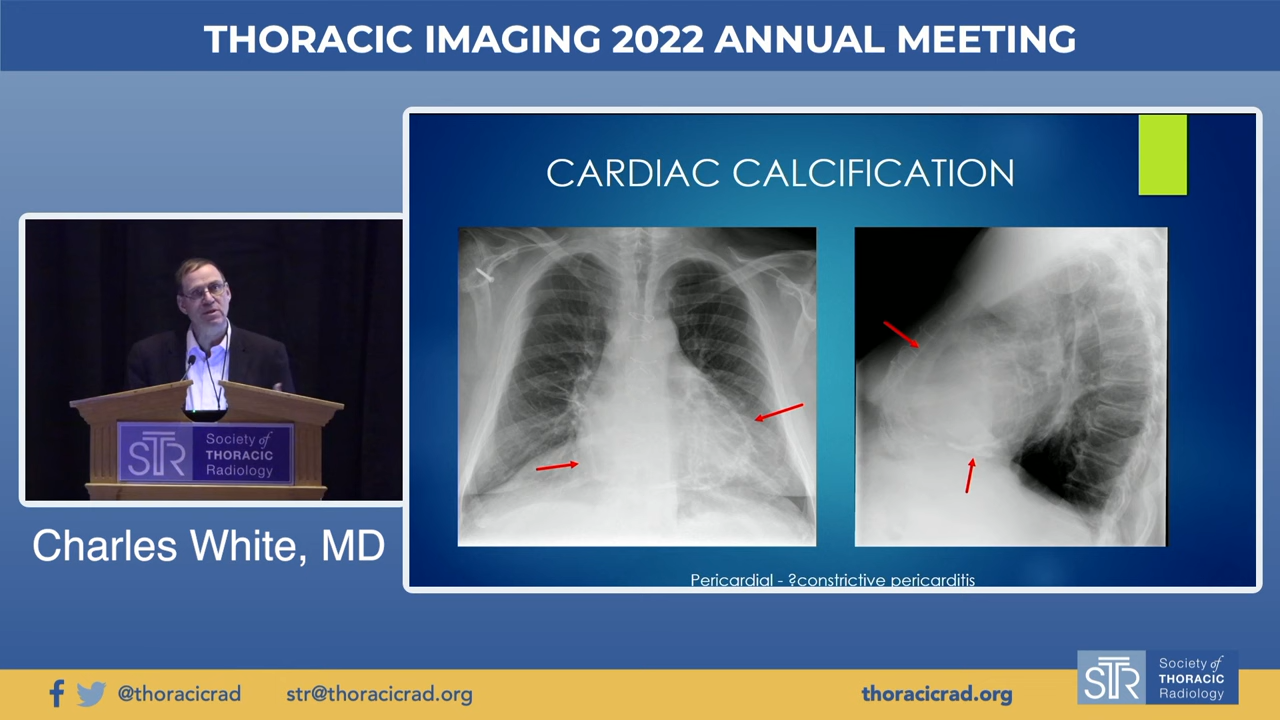 THORACIC IMAGING 2022 ANNUAL MEETING
CARDIAC CALCIFICATION
STR
Society of
THORACIC
Radiology
Charles White, MD
Pericardial - ?constrictive pericarditis
@thoracicrad
str@thoracicrad.org
thoracicrad.org
STR
Society of
THORACIC
Radiology